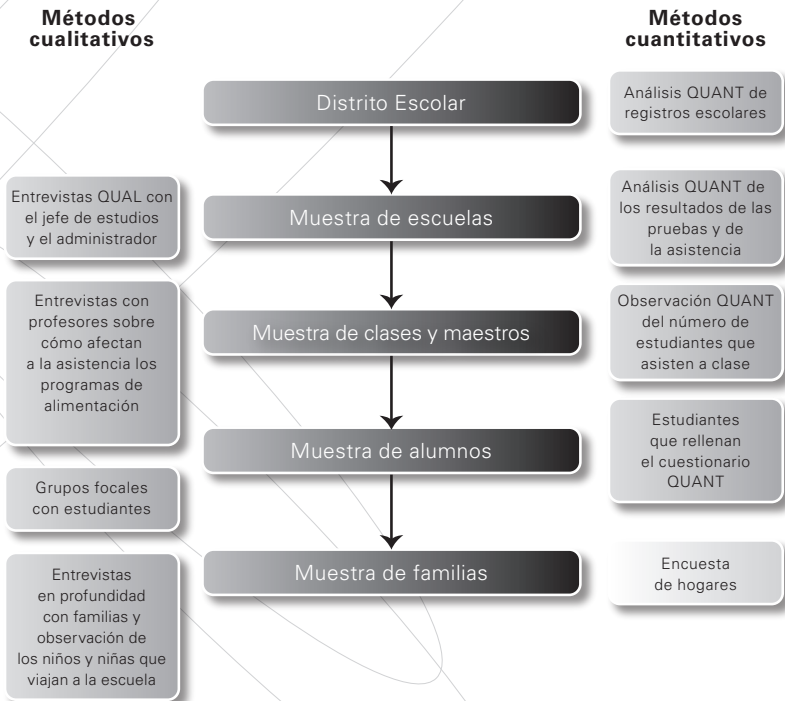 Métodos
cualitativos
Métodos
cuantitativos
Distrito Escolar
Análisis QUANT de
registros escolares
Entrevistas QUAL con
el jefe de estudios
y el administrador
Muestra de escuelas
Análisis QUANT de
los resultados de las
pruebas y de
la asistencia
Entrevistas con
profesores sobre
cómo afectan
a la asistencia los
programas de
alimentación
Muestra de clases y maestros
Observación QUANT
del número de
estudiantes que
asisten a clase
Grupos focales
con estudiantes
Muestra de alumnos
Estudiantes
que rellenan
el cuestionario
QUANT
Entrevistas
en profundidad
con familias y
observación de
los niños y niñas que
viajan a la escuela
Muestra de familias
Encuesta
de hogares